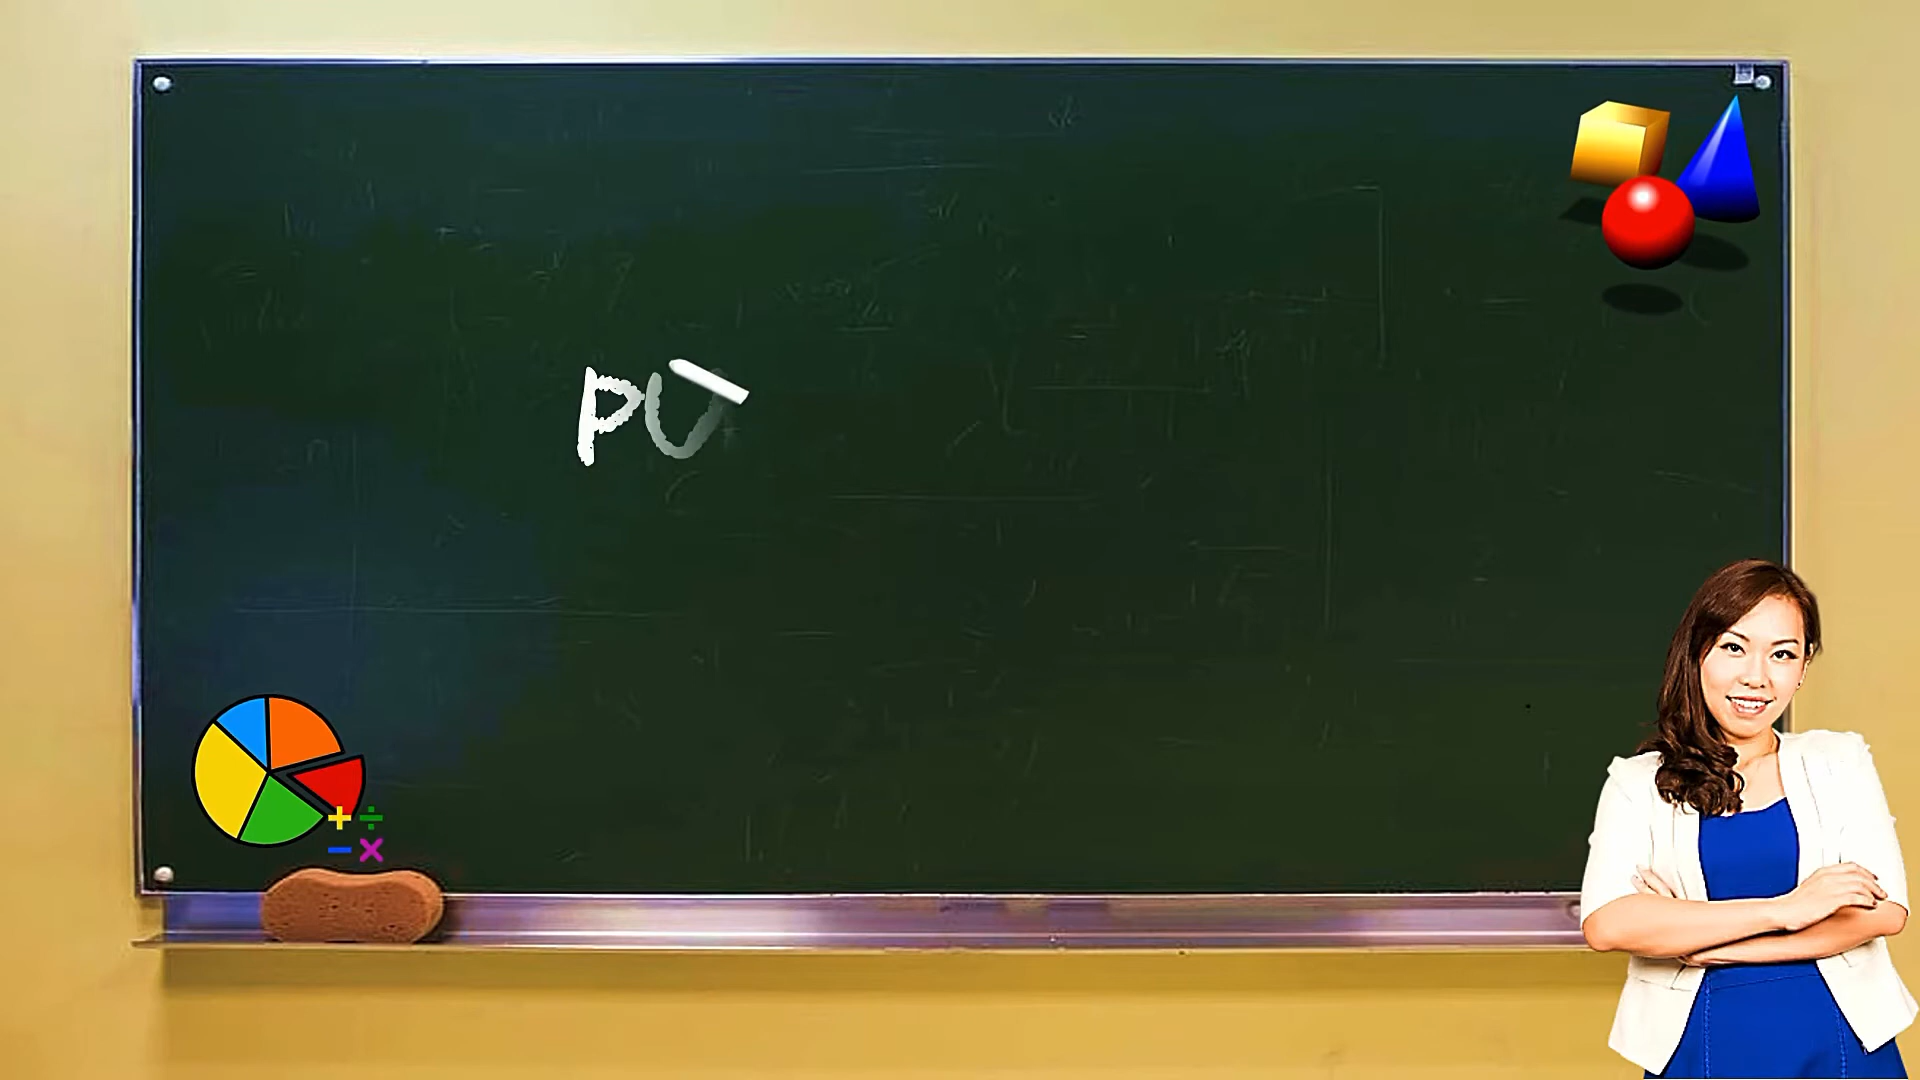 PU
+ ÷
− ×